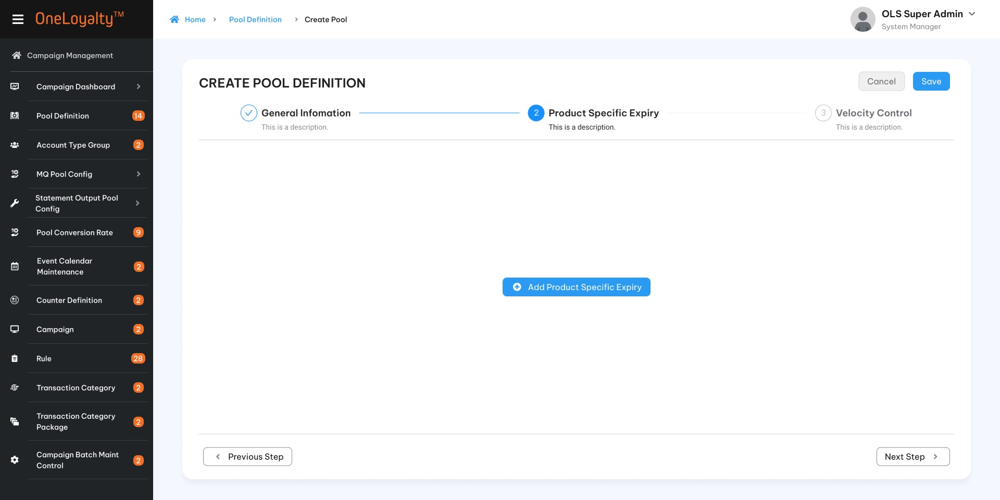 OneLoyalty™
Home
Pool Definition
Create Pool
OLS Super Admin
System Manager
Campaign Management
Campaign Dashboard
Pool Definition 14
Account Type Group 2
MQ Pool Config
Statement Output Pool
Config
Pool Conversion Rate 9
Event Calendar
Maintenance 2
Counter Definition 2
Campaign 2
Rule 28
Transaction Category 2
Transaction Category
Package 2
Campaign Batch Maint
Control 2
CREATE POOL DEFINITION
Cancel
Save
General Infomation
This is a description.
2 Product Specific Expiry
This is a description.
3 Velocity Control
This is a description.
Add Product Specific Expiry
Previous Step
Next Step